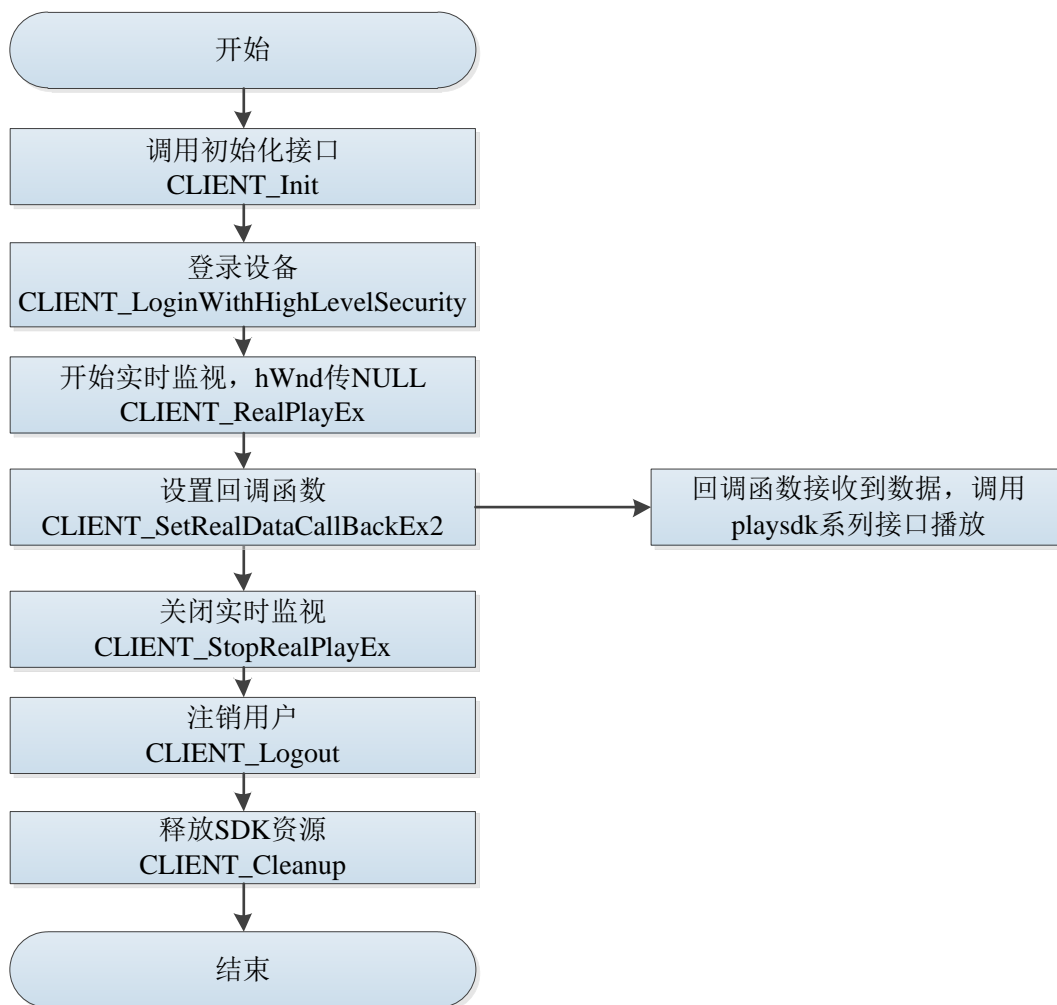 开始
调用初始化接口
CLIENT_Init
登录设备
CLIENT_LoginWithHighLevelSecurity
开始实时监视，hWnd传NULL
CLIENT_RealPlayEx
设置回调函数
CLIENT_SetRealDataCallBackEx2
回调函数接收到数据，调用
playsdk系列接口播放
关闭实时监视
CLIENT_StopRealPlayEx
注销用户
CLIENT_Logout
释放SDK资源
CLIENT_Cleanup
结束